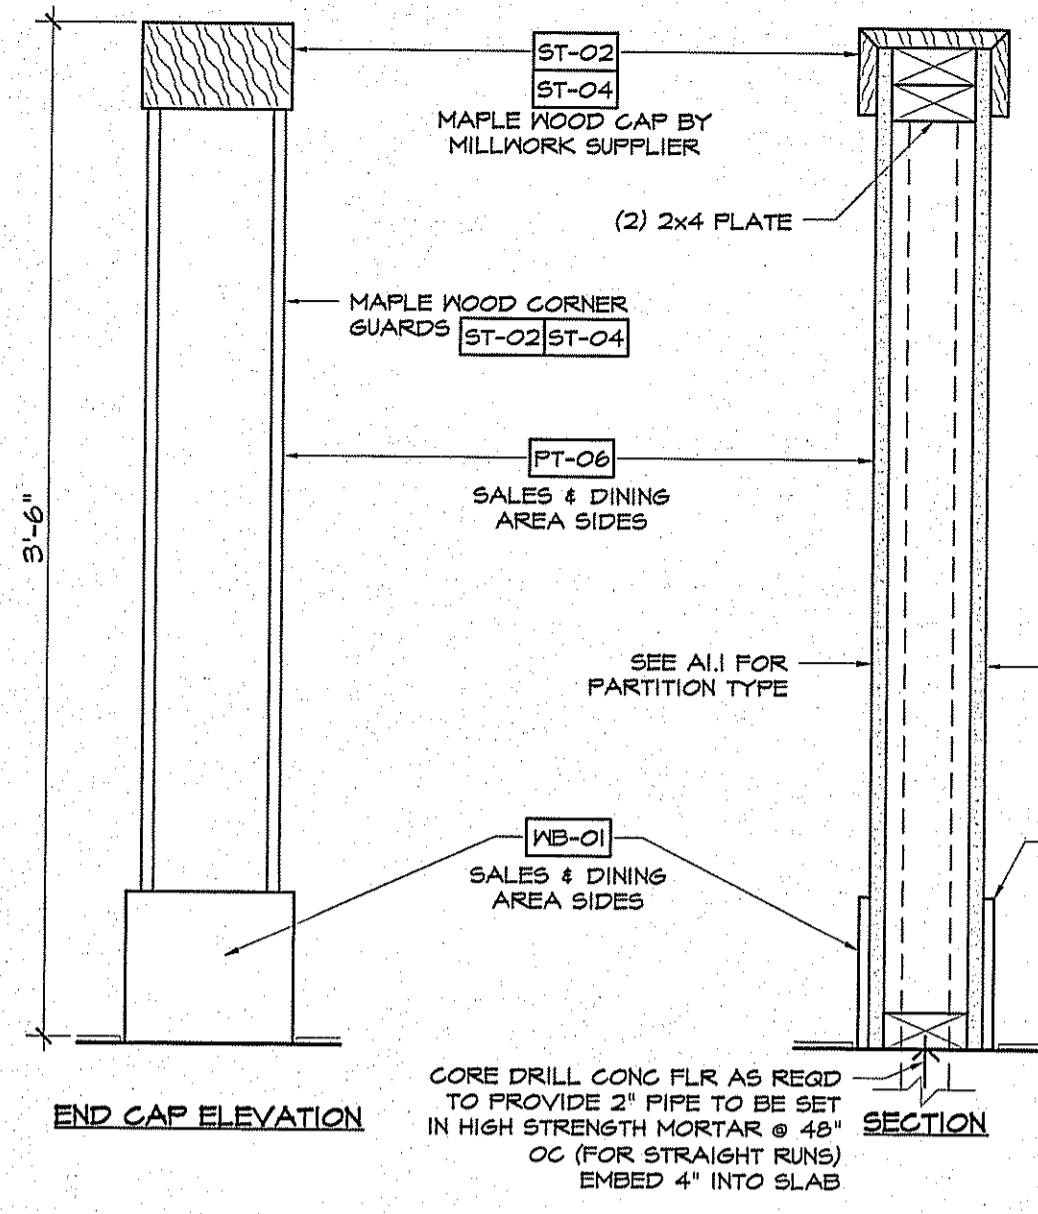 ST-02
ST-04
MAPLE WOOD CAP BY
MILLWORK SUPPLIER
(2) 2x4 PLATE
MAPLE WOOD CORNER
GUARDS ST-02 ST-04
PT-06
SALES & DINING
AREA SIDES
3'-6"
SEE A1.1 FOR
PARTITION TYPE
WB-01
SALES & DINING
AREA SIDES
CORE DRILL CONC FLR AS REQD
TO PROVIDE 2" PIPE TO BE SET
IN HIGH STRENGTH MORTAR @ 48"
OC (FOR STRAIGHT RUNS)
EMBED 4" INTO SLAB
END CAP ELEVATION
SECTION